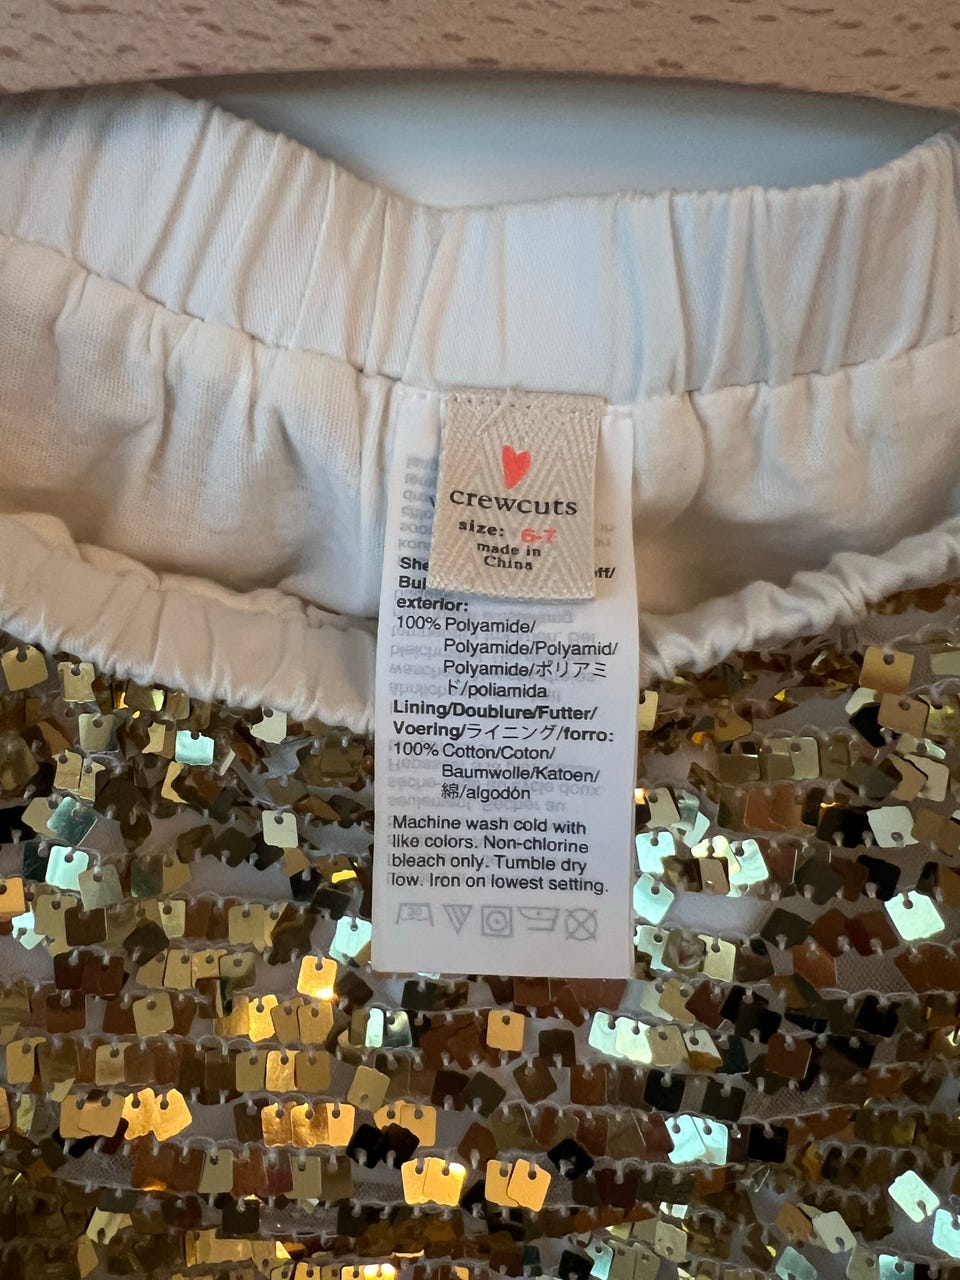 crewcuts
size: 6-7
made in
China
exterior:
100% Polyamide/
Polyamide/Polyamid/
Polyamide/ポリアミ
ド/poliamida
Lining/Doublure/Futter/
Voering/ライニング/forro:
100% Cotton/Coton/
Baumwolle/Katoen/
綿/algodón
Machine wash cold with
like colors. Non-chlorine
bleach only. Tumble dry
low. Iron on lowest setting.
30